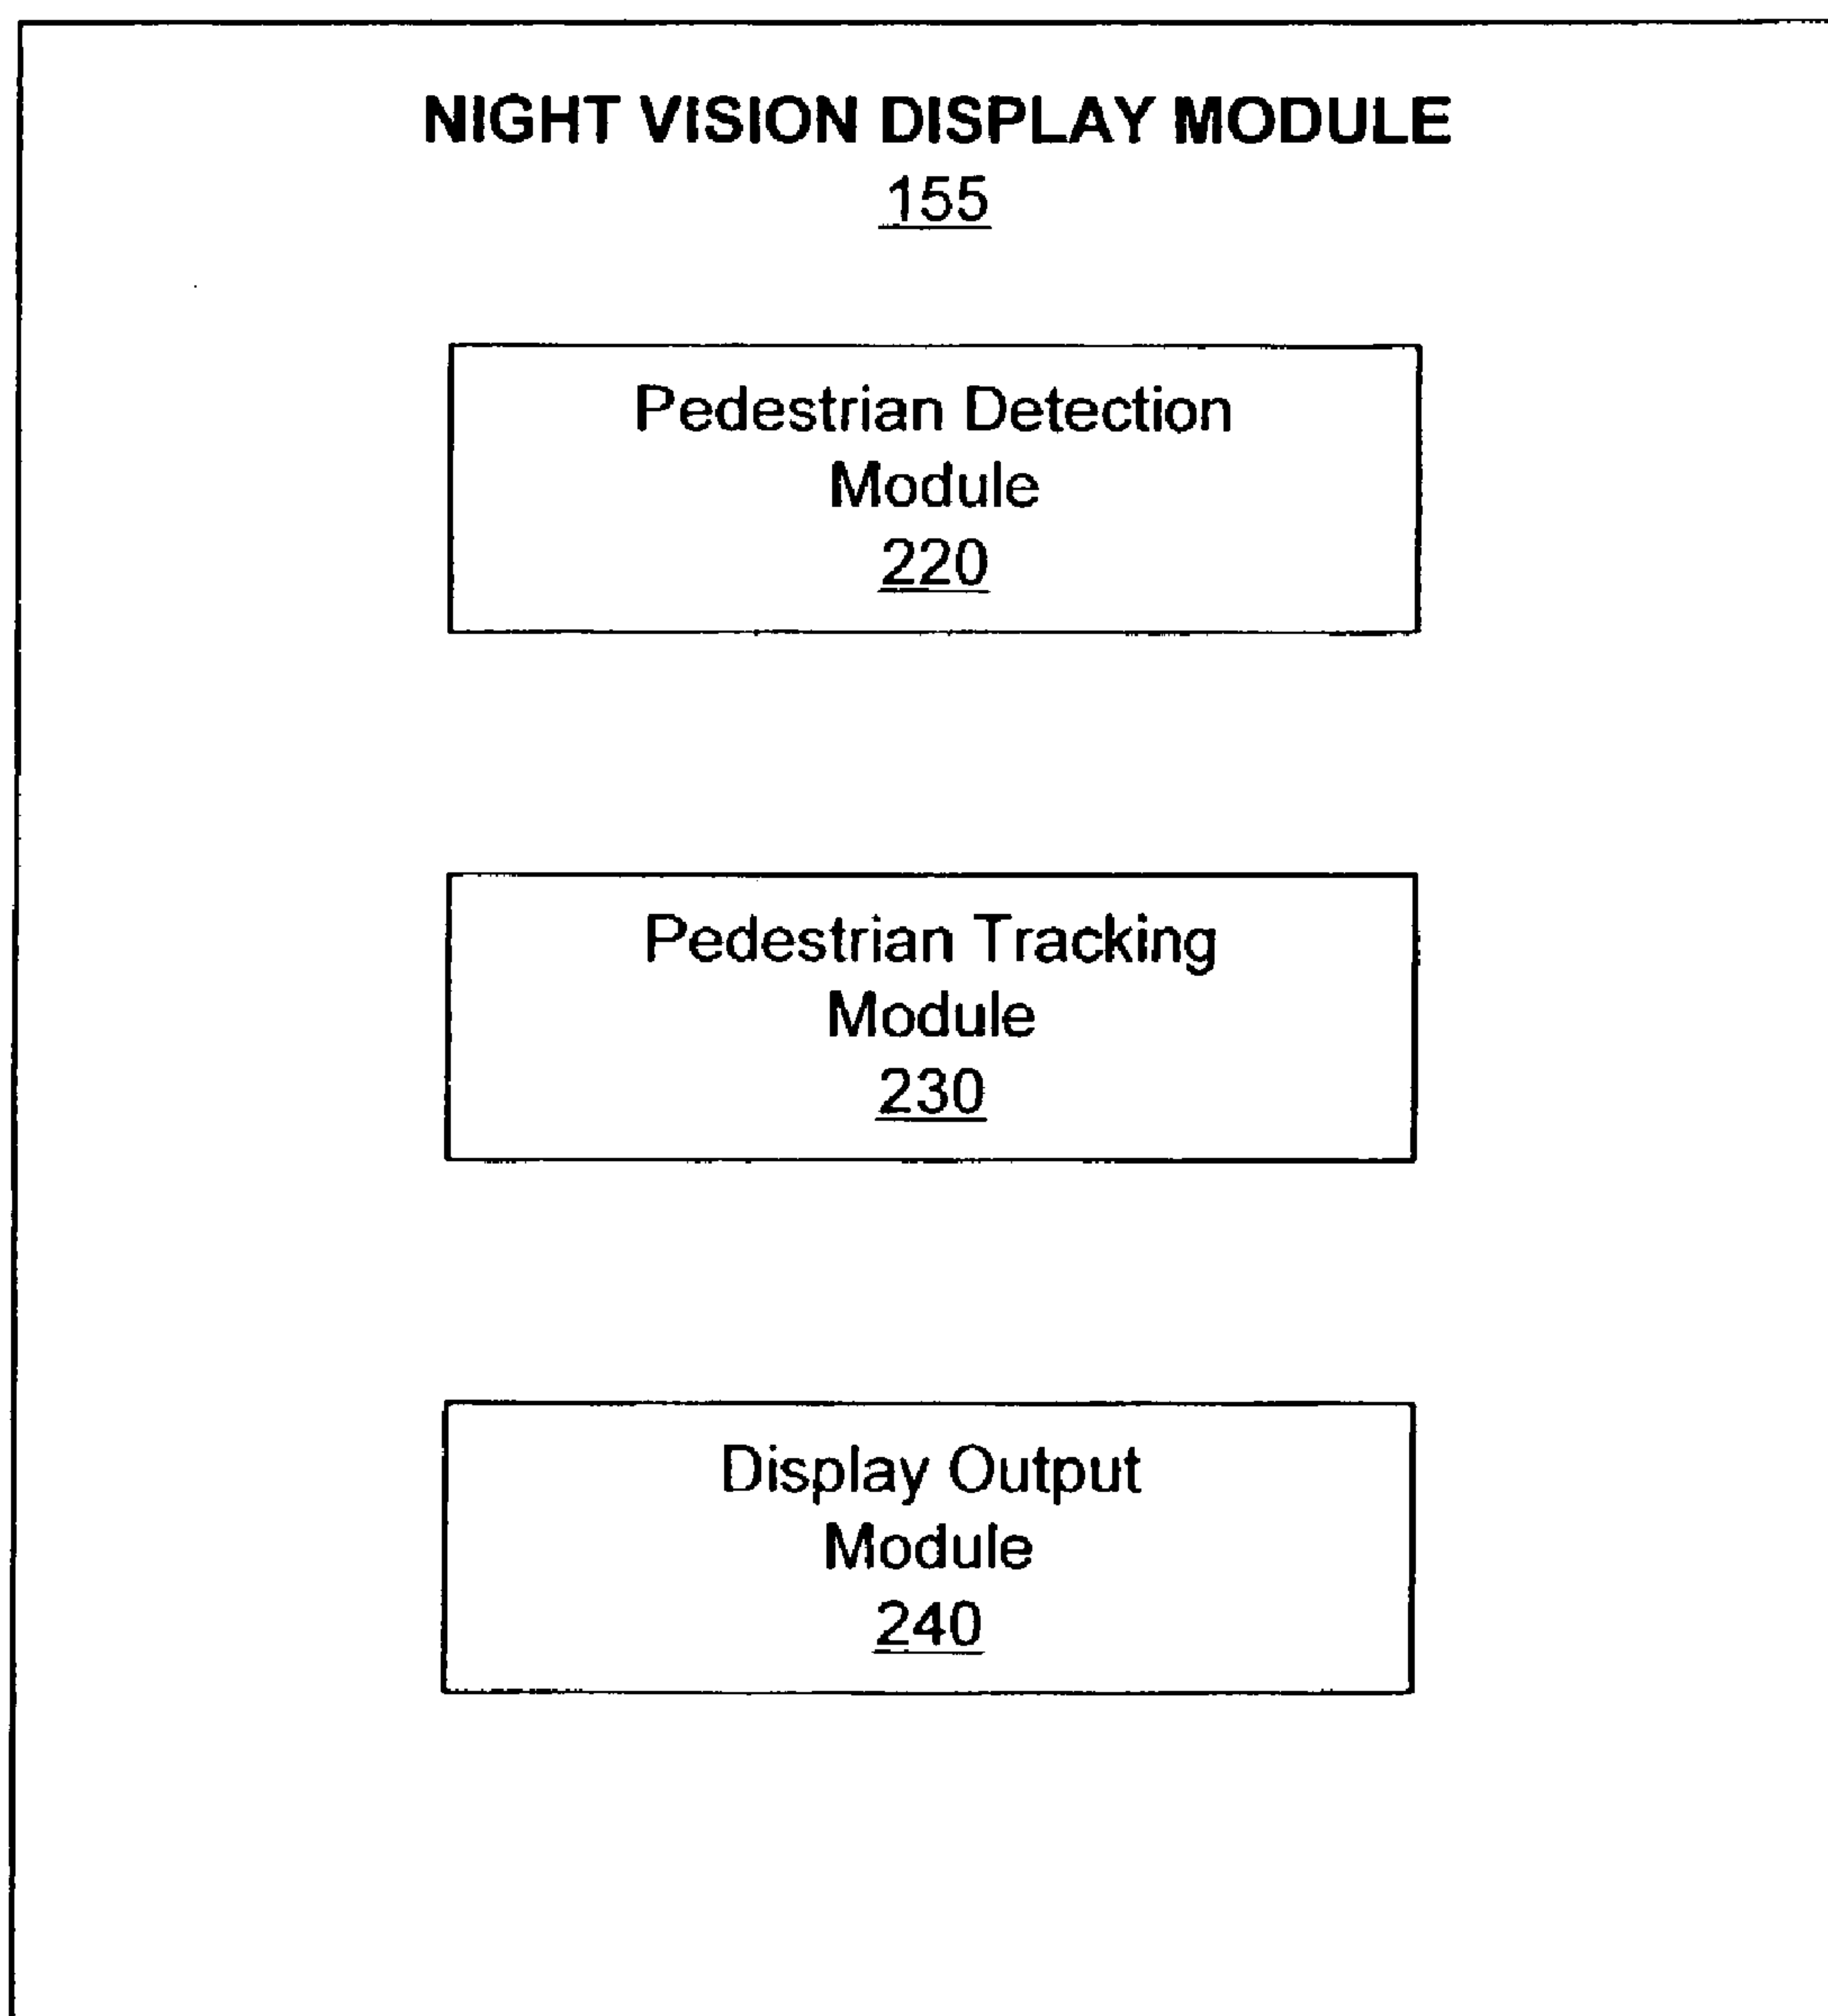 NIGHT VISION DISPLAY MODULE
155
Pedestrian Detection
Module
220
Pedestrian Tracking
Module
230
Display Output
Module
240